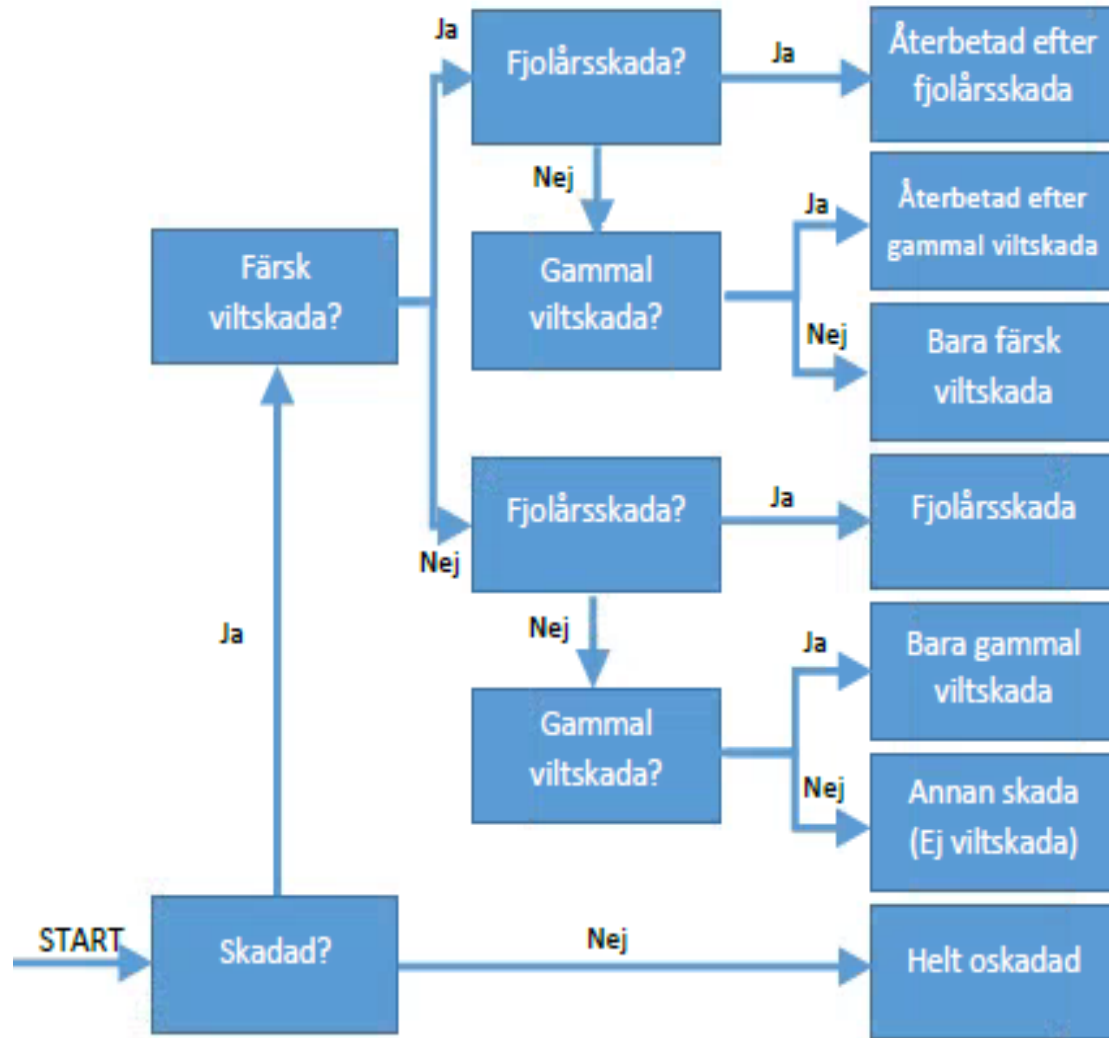 Ja
Fjolårsskada?
Ja
Återbetad efter
fjolårsskada
Nej
Färsk
viltskada?
Gammal
viltskada?
Ja
Återbetad efter
gammal viltskada
Nej
Bara färsk
viltskada
Nej
Fjolårsskada?
Ja
Fjolårsskada
Ja
Nej
Gammal
viltskada?
Ja
Bara gammal
viltskada
Nej
Annan skada
(Ej viltskada)
START
Skadad?
Nej
Helt oskadad